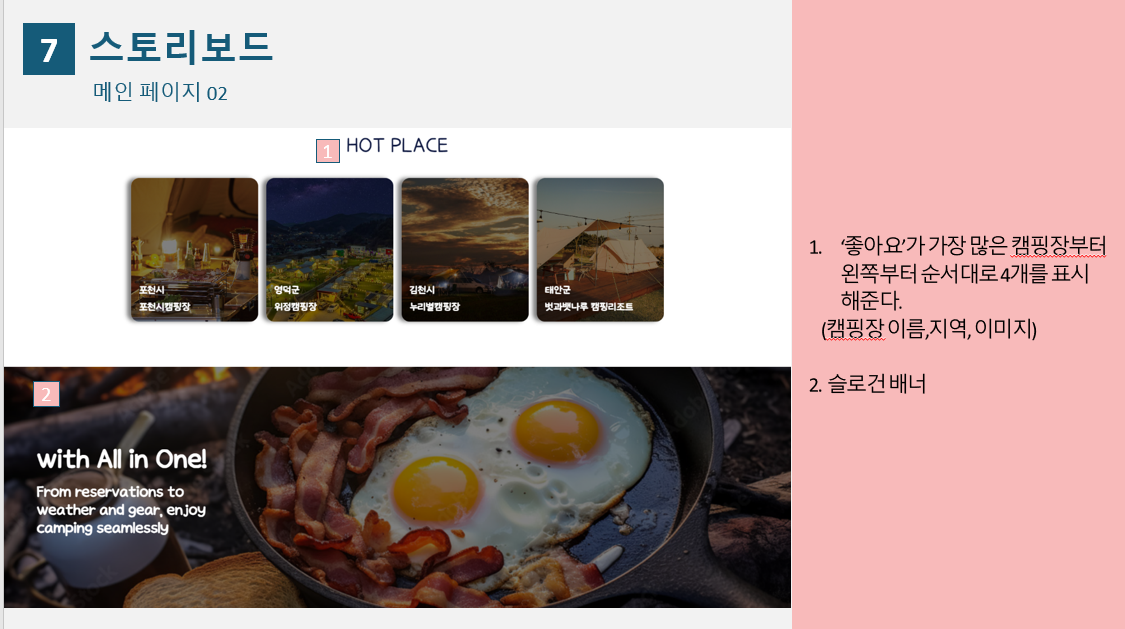 7 스토리보드
메인 페이지 02
1 HOT PLACE
포천시
포천시캠핑장
영덕군
위정캠핑장
김천시
누리별캠핑장
태안군
벗과뱃나루 캠핑리조트
2
with All in One!
From reservations to
weather and gear, enjoy
camping seamlessly
1. ‘좋아요’가 가장 많은 캠핑장부터
왼쪽부터 순서대로 4개를 표시
해준다.
(캠핑장 이름,지역, 이미지)
2. 슬로건 배너